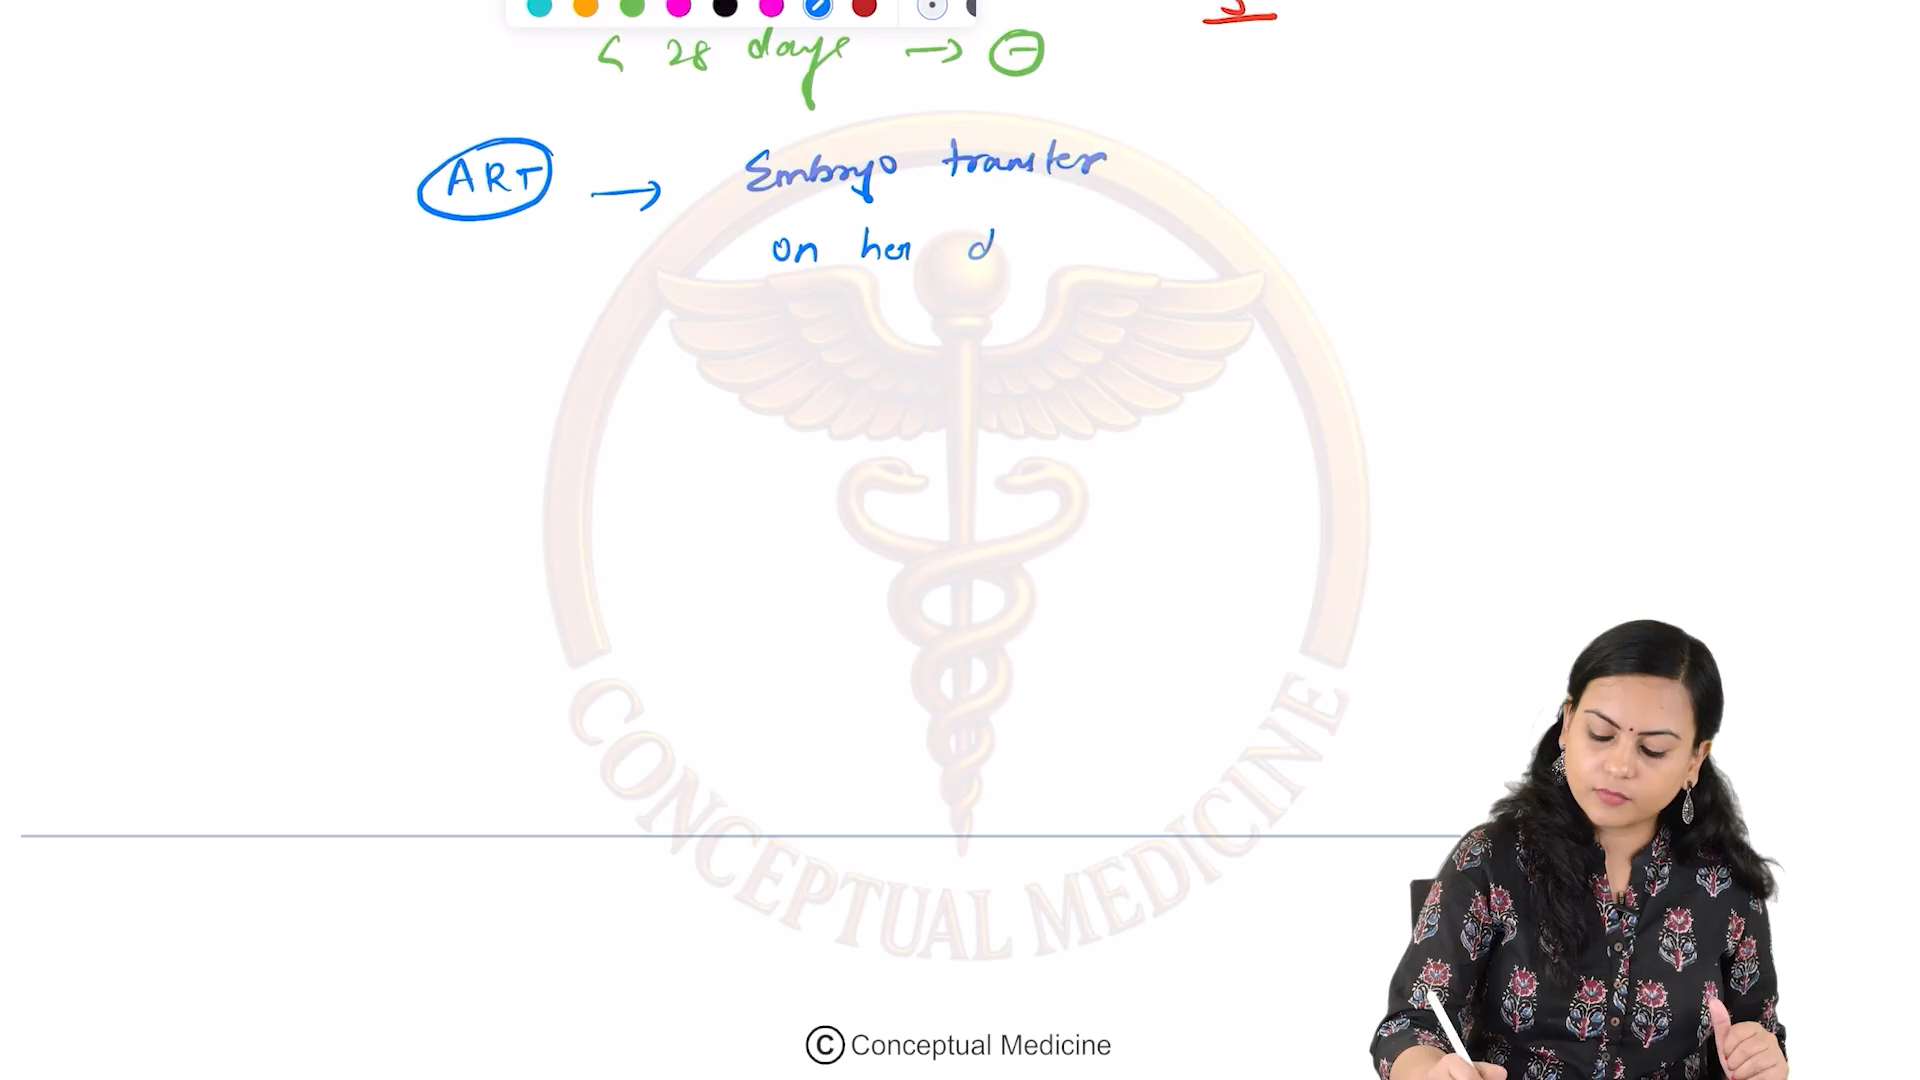 < 28 days → ⊖
ART → Embryo transfer
on her d
CONCEPTUAL MEDICINE
© Conceptual Medicine